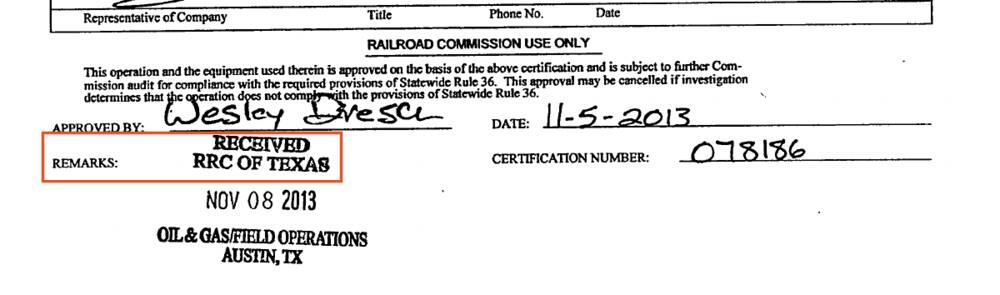 Representative of Company Title Phone No. Date
RAILROAD COMMISSION USE ONLY
This operation and the equipment used therein is approved on the basis of the above certification and is subject to further Com-
mission audit for compliance with the required provisions of Statewide Rule 36. This approval may be cancelled if investigation
determines that the operation does not comply with the provisions of Statewide Rule 36.
APPROVED BY: Wesley DATE: 11-5-2013
REMARKS: RECEIVED
RRC OF TEXAS
CERTIFICATION NUMBER: 078186
NOV 08 2013
OIL & GAS/FIELD OPERATIONS
AUSTIN, TX